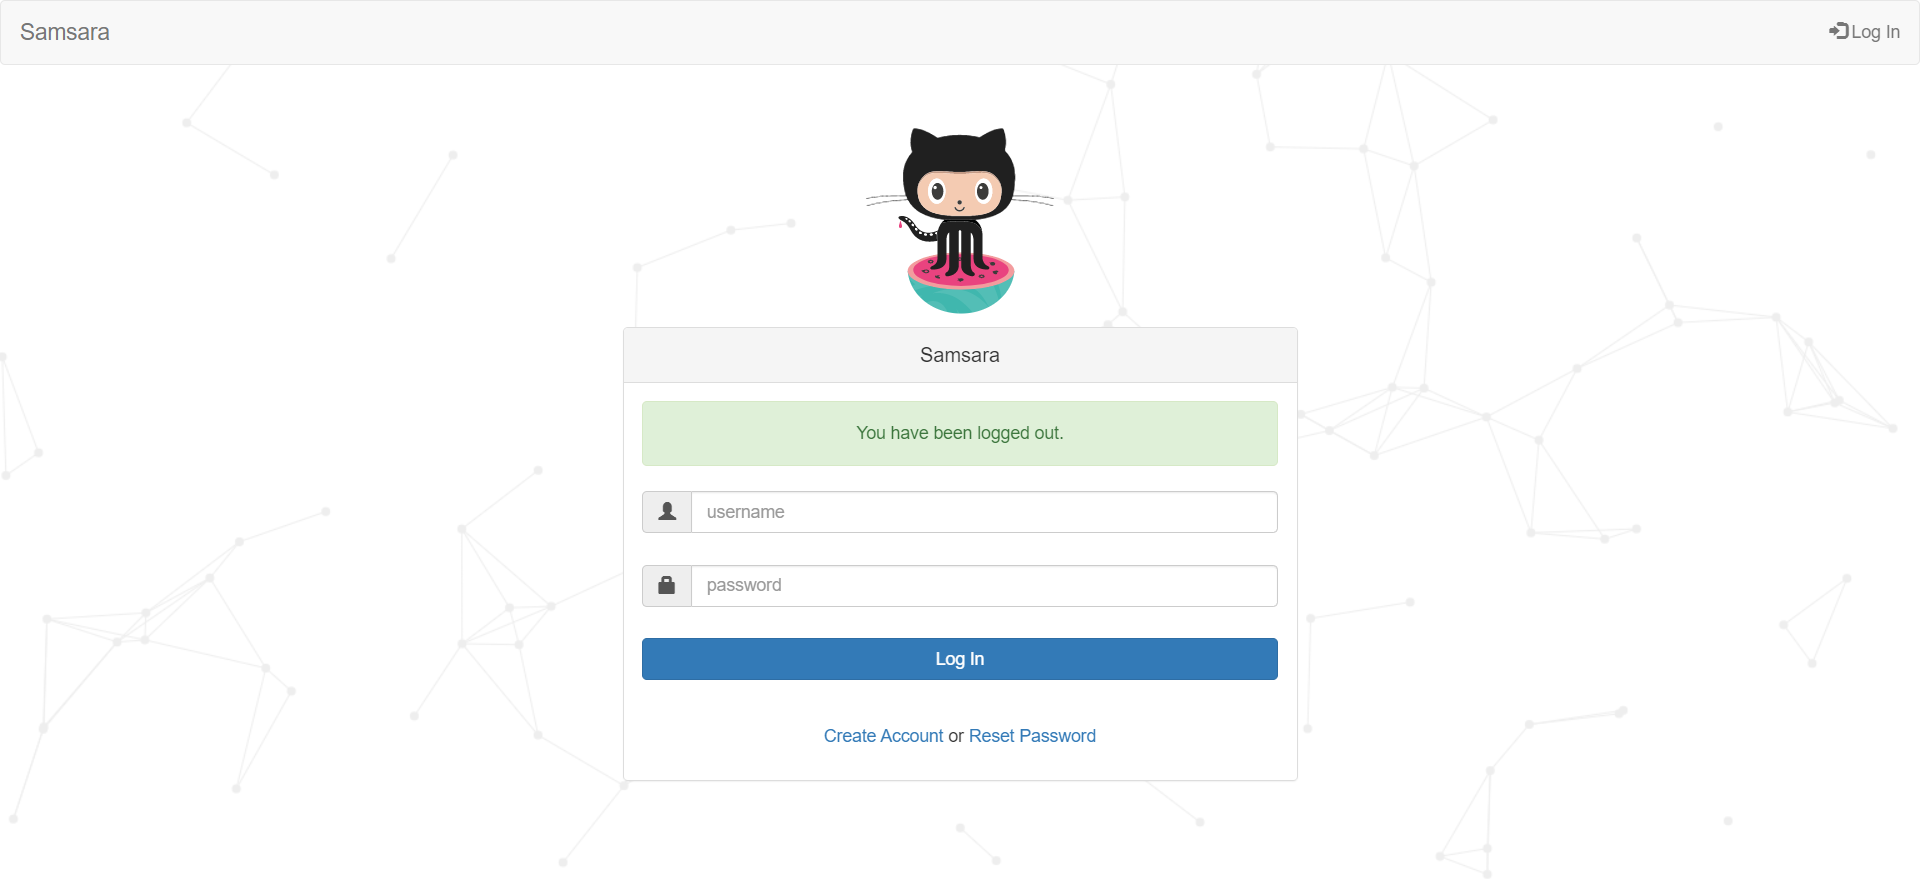 Samsara
Log In
Samsara
You have been logged out.
username
password
Log In
Create Account or Reset Password